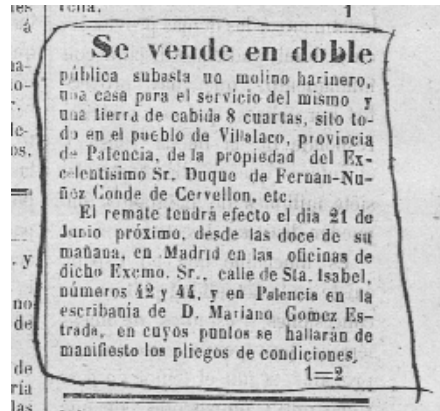 Se vende en doble
pública subasta uo molino harinero,
una casa para el servicio del mismo y
una tierra de cabida 8 cuartas, sito to-
do en el pueblo de Villalaco, provincia
de Palencia, de la propiedad del Ex-
celentísimo Sr. Duque de Fernan-Nu-
ñez Conde de Cervellon, etc.
El remate tendrá efecto el dia 21 de
Junio próximo, desde las doce de su
mañana, en Madrid en las oficinas de
dicho Excmo. Sr., calle de Sta. Isabel,
números 42 y 44, y en Palencia en la
escribanía de D. Mariano Gomez Es-
trada, en cuyos puntos se hallarán de
manifiesto los pliegos de condiciones.
1=2